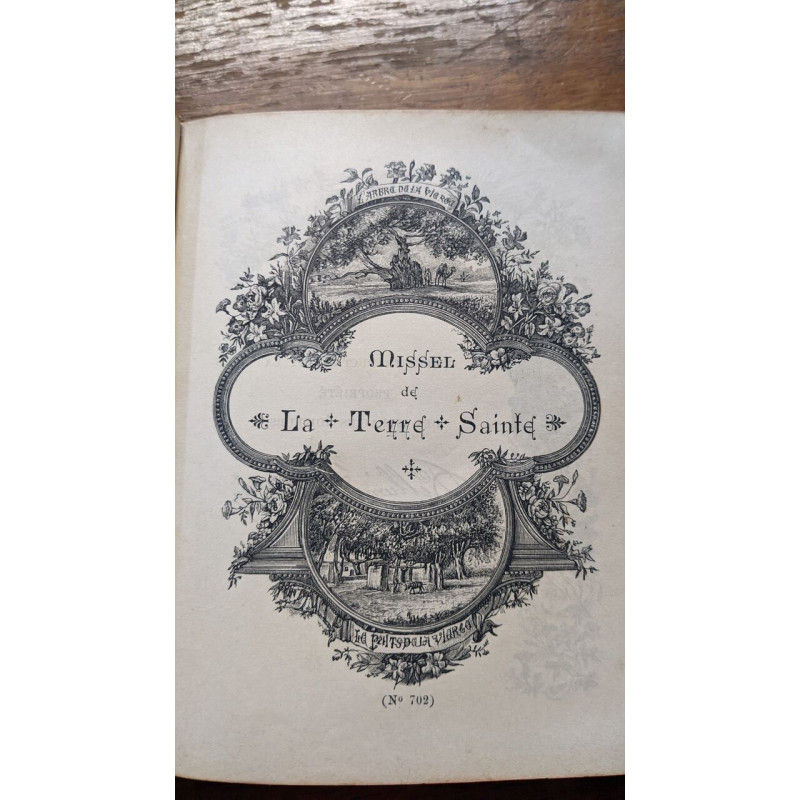 L'ARBRE DE LA VIERGE
MISSEL
de
La Terre Sainte
LE PUITS DE LA VIERGE
(No 702)